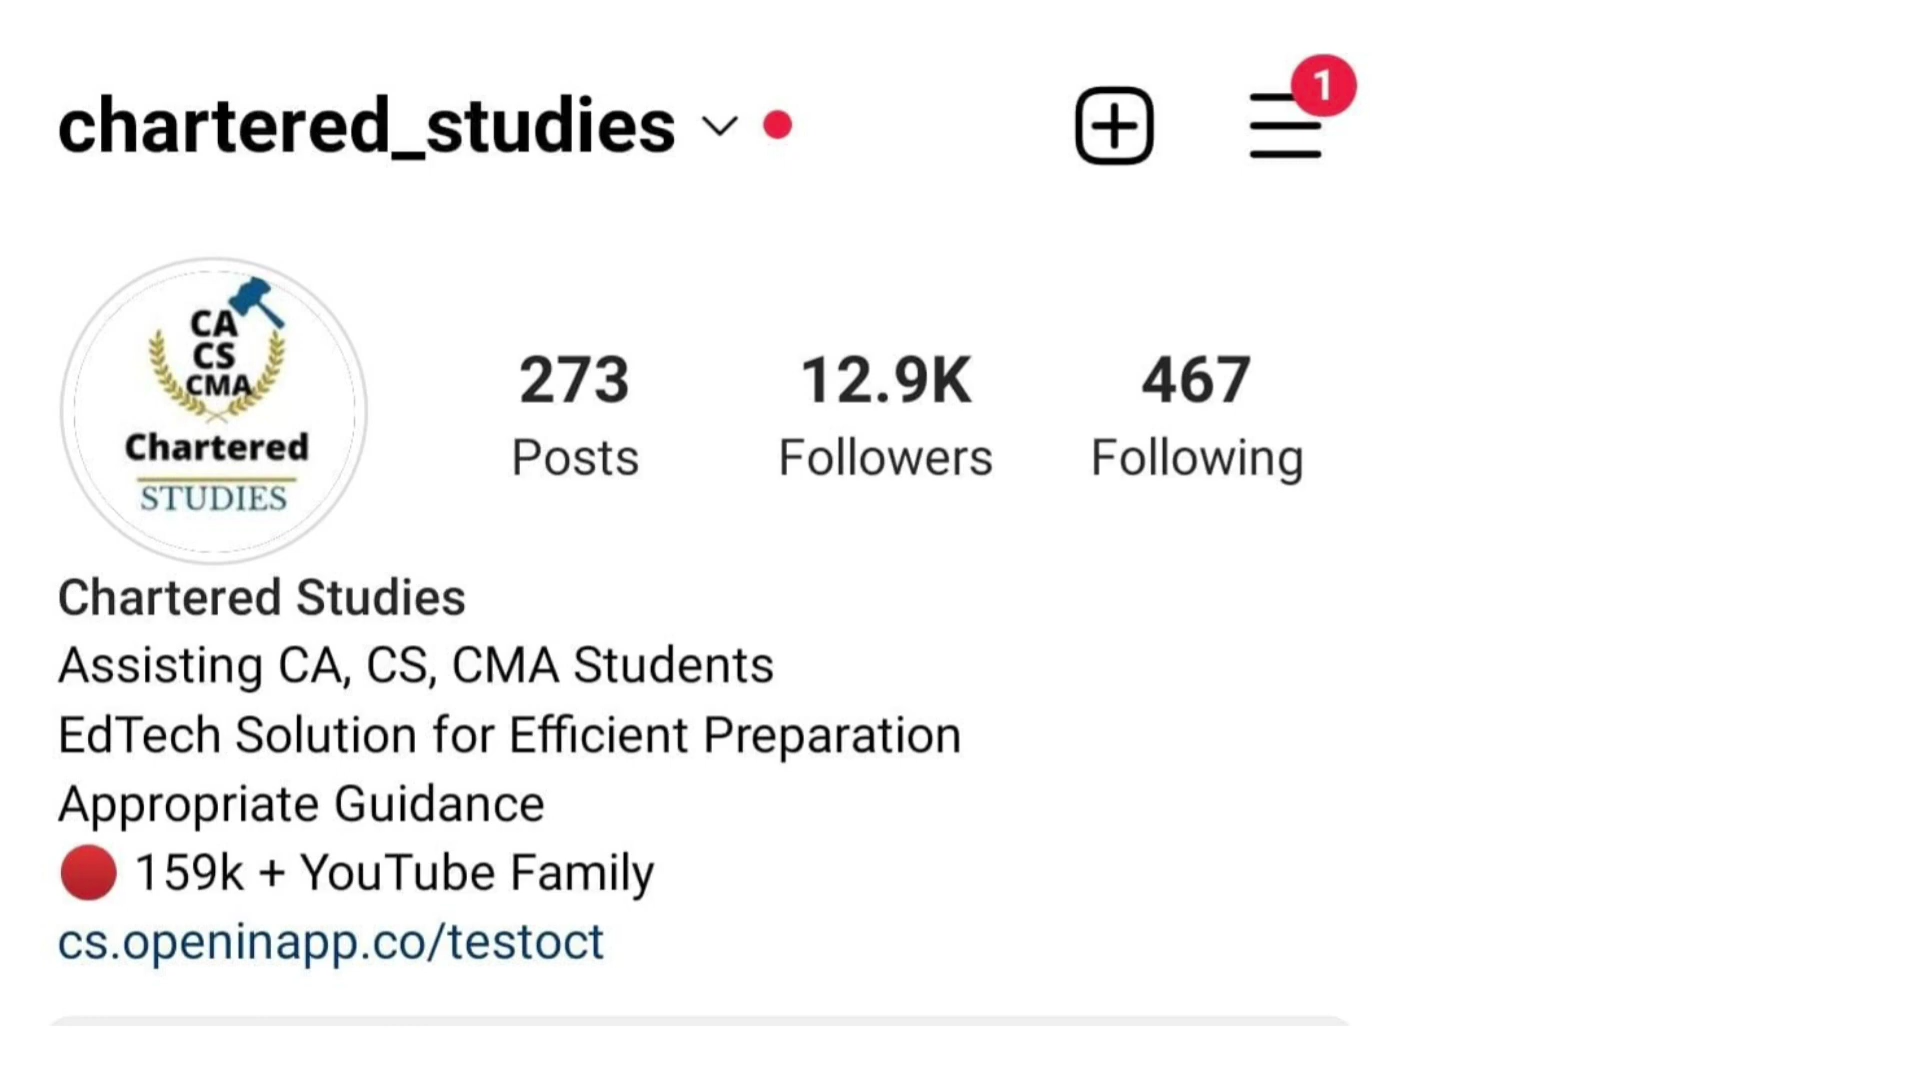 chartered_studies
1
CA
CS
CMA
Chartered
STUDIES
273 12.9K 467
Posts Followers Following
Chartered Studies
Assisting CA, CS, CMA Students
EdTech Solution for Efficient Preparation
Appropriate Guidance
🔴 159k + YouTube Family
cs.openinapp.co/testoct